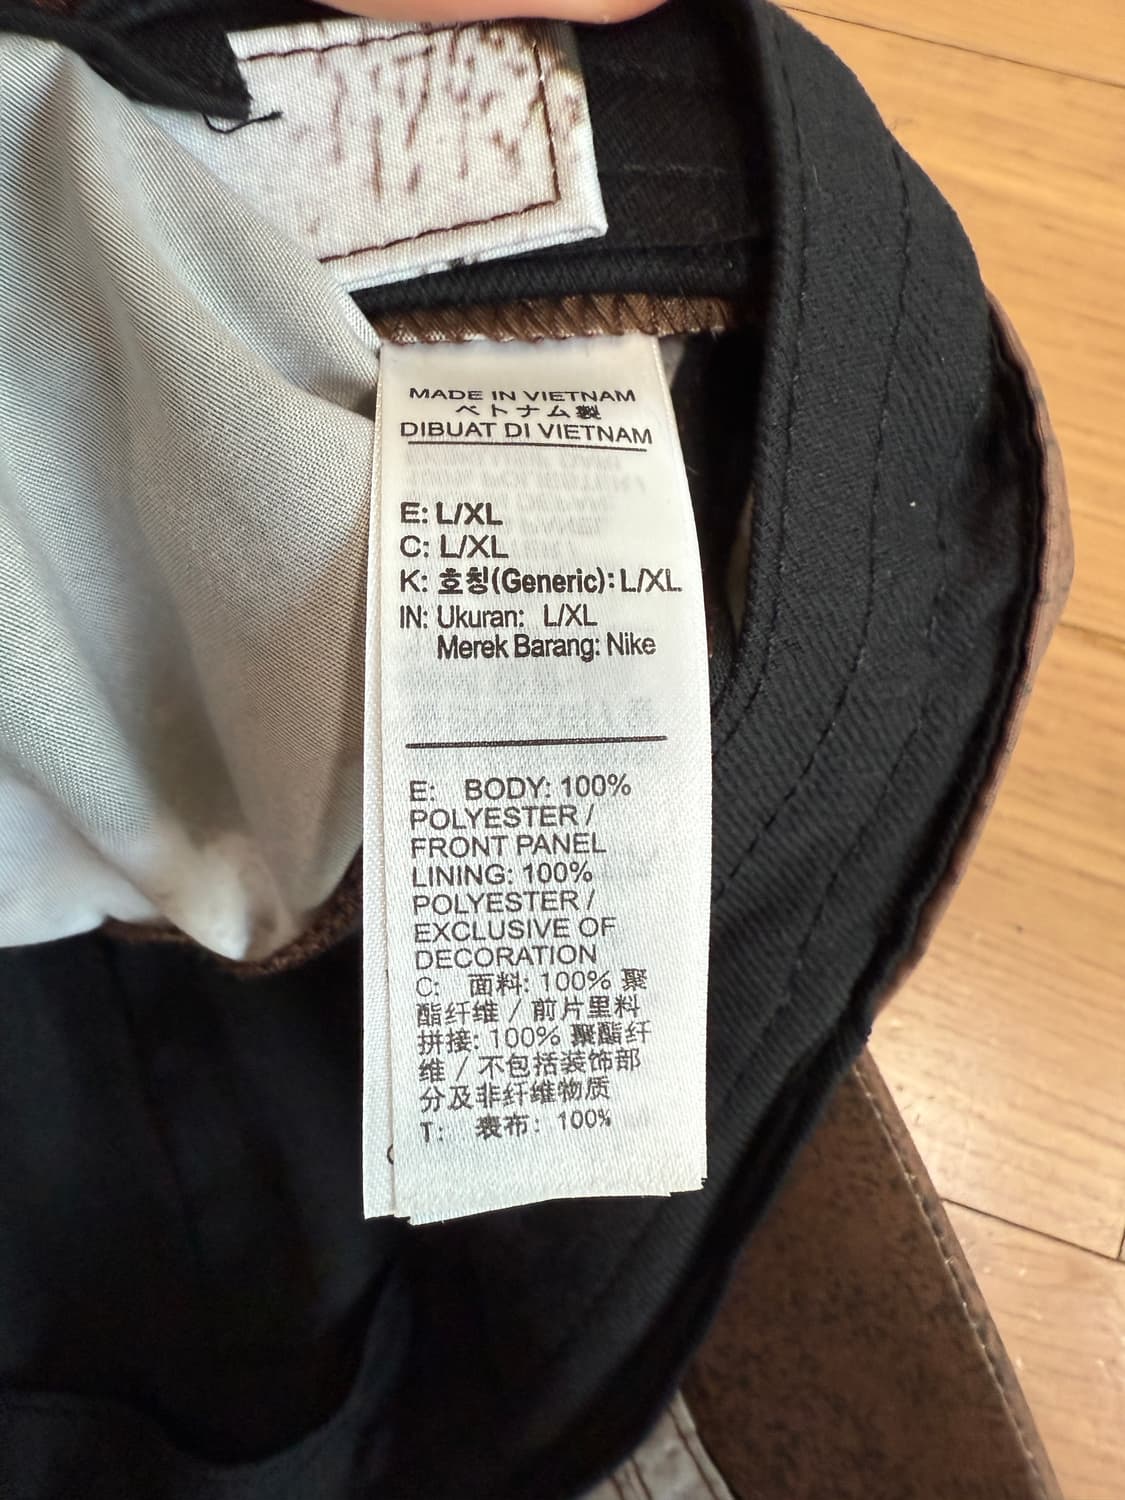 MADE IN VIETNAM
ベトナム製
DIBUAT DI VIETNAM
E: L/XL
C: L/XL
K: 호칭(Generic):L/XL
IN: Ukuran: L/XL
Merek Barang: Nike
E: BODY: 100%
POLYESTER /
FRONT PANEL
LINING: 100%
POLYESTER /
EXCLUSIVE OF
DECORATION
C: 面料: 100% 聚
酯纤维 / 前片里料
拼接: 100% 聚酯纤
维 / 不包括装饰部
分及非纤维物质
T: 表布: 100%